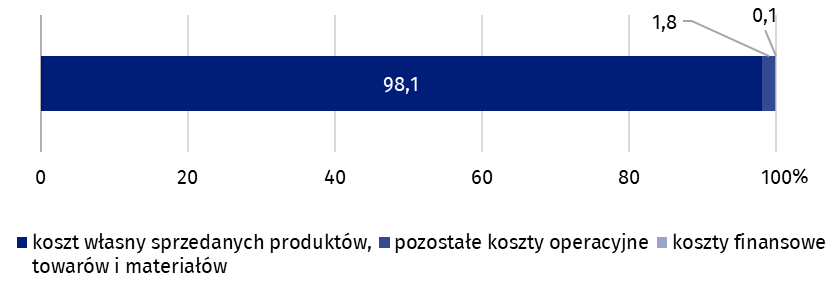 1,8 0,1
98,1
0 20 40 60 80 100%
koszt własny sprzedanych produktów, pozostałe koszty operacyjne koszty finansowe
towarów i materiałów